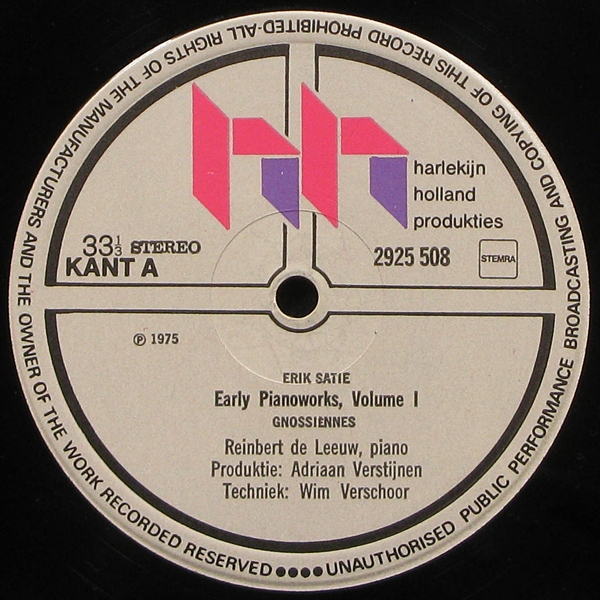 ALL RIGHTS OF THE MANUFACTURERS AND THE OWNER OF THE WORK RECORDED RESERVED •••• UNAUTHORISED PUBLIC PERFORMANCE BROADCASTING AND COPYING OF THIS RECORD PROHIBITED-
hh
harlekijn
holland
produkties
33⅓ STEREO
KANT A
2925 508
STEMRA
℗ 1975
ERIK SATIE
Early Pianoworks, Volume I
GNOSSIENNES
Reinbert de Leeuw, piano
Produktie: Adriaan Verstijnen
Techniek: Wim Verschoor